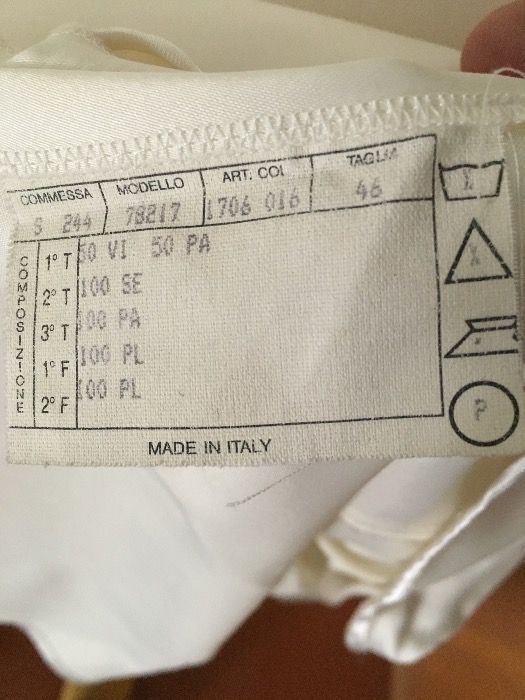 COMMESSA MODELLO ART. COL TAGLIA
S 244 78217 1706 016 46
COMPOSIZIONE
1° T 50 VI 50 PA
2° T 100 SE
3° T 100 PA
1° F 100 PL
2° F 100 PL
P
MADE IN ITALY